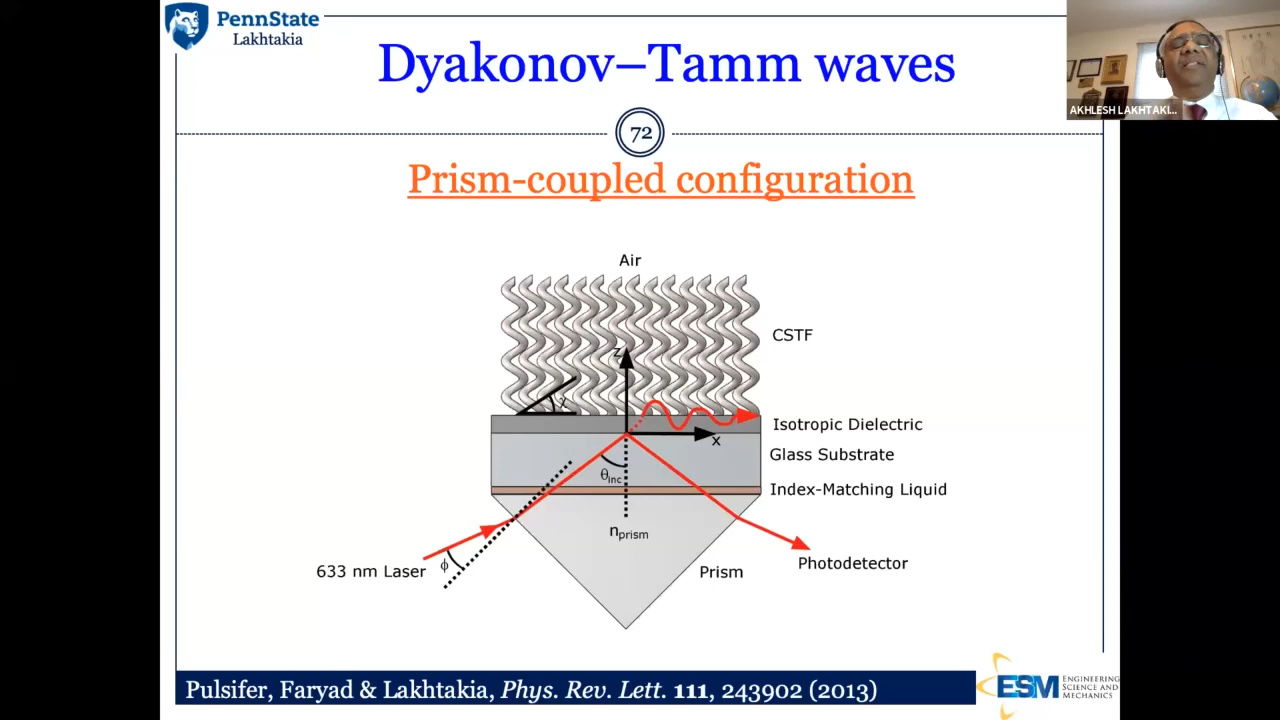 PennState
Lakhtakia
Dyakonov–Tamm waves
AKHLESH LAKHTAKI...
72
Prism-coupled configuration
Air
z
CSTF
χ
Isotropic Dielectric
x
Glass Substrate
θinc
Index-Matching Liquid
nprism
633 nm Laser
ϕ
Prism
Photodetector
Pulsifer, Faryad & Lakhtakia, Phys. Rev. Lett. 111, 243902 (2013)
ESM
ENGINEERING
SCIENCE AND
MECHANICS